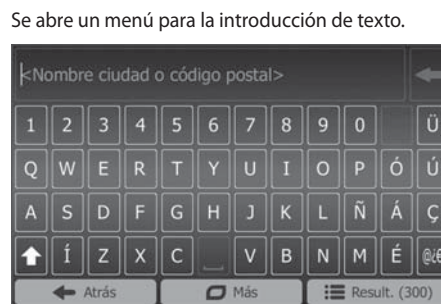 Se abre un menú para la introducción de texto.
<Nombre ciudad o código postal>
1 2 3 4 5 6 7 8 9 0 Ü
Q W E R T Y U I O P Ó Ú
A S D F G H J K L Ñ Á Ç
Í Z X C V B N M É @¿€
Atrás Más Result. (300)